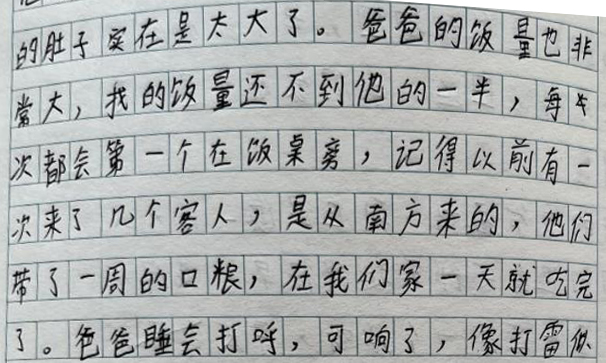 的肚子实在是太大了。爸爸的饭量也非
常大，找的饭量还不到他的一半，每
次都会第一个在饭桌旁，记得以前有一
次来了几个客人，是从南方来的，他们
带了一周的口粮，在我们家一天就吃完
了。爸爸睡会打呼，可响了，像打雷似